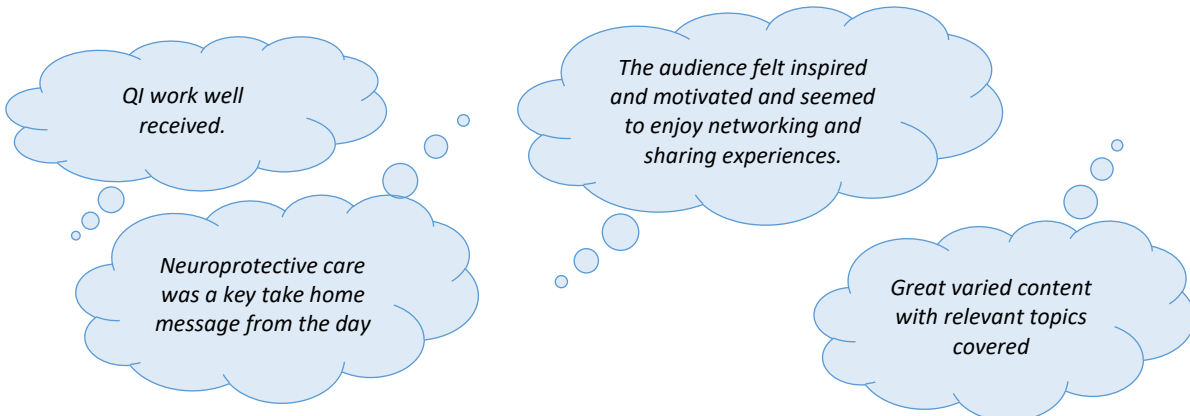 QI work well
received.
The audience felt inspired
and motivated and seemed
to enjoy networking and
sharing experiences.
Neuroprotective care
was a key take home
message from the day
Great varied content
with relevant topics
covered